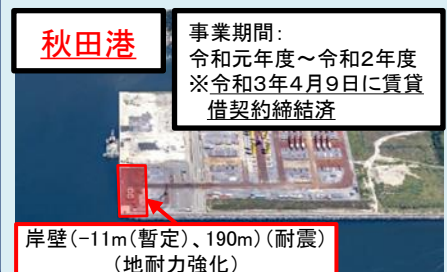 秋田港
事業期間:
令和元年度～令和2年度
※令和3年4月9日に賃貸
借契約締結済
岸壁(-11m(暫定)、190m)(耐震)
(地耐力強化)